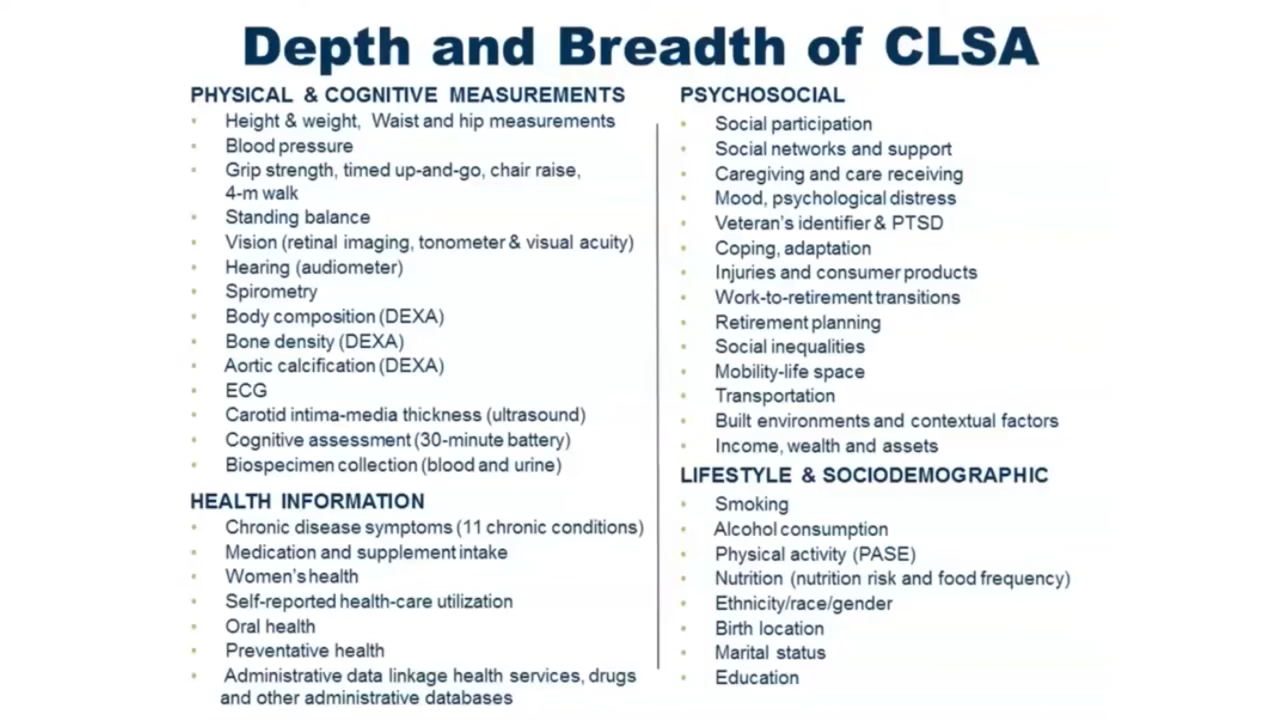 Depth and Breadth of CLSA
PHYSICAL & COGNITIVE MEASUREMENTS
• Height & weight, Waist and hip measurements
• Blood pressure
• Grip strength, timed up-and-go, chair raise,
4-m walk
• Standing balance
• Vision (retinal imaging, tonometer & visual acuity)
• Hearing (audiometer)
• Spirometry
• Body composition (DEXA)
• Bone density (DEXA)
• Aortic calcification (DEXA)
• ECG
• Carotid intima-media thickness (ultrasound)
• Cognitive assessment (30-minute battery)
• Biospecimen collection (blood and urine)
HEALTH INFORMATION
• Chronic disease symptoms (11 chronic conditions)
• Medication and supplement intake
• Women's health
• Self-reported health-care utilization
• Oral health
• Preventative health
• Administrative data linkage health services, drugs
and other administrative databases
PSYCHOSOCIAL
• Social participation
• Social networks and support
• Caregiving and care receiving
• Mood, psychological distress
• Veteran's identifier & PTSD
• Coping, adaptation
• Injuries and consumer products
• Work-to-retirement transitions
• Retirement planning
• Social inequalities
• Mobility-life space
• Transportation
• Built environments and contextual factors
• Income, wealth and assets
LIFESTYLE & SOCIODEMOGRAPHIC
• Smoking
• Alcohol consumption
• Physical activity (PASE)
• Nutrition (nutrition risk and food frequency)
• Ethnicity/race/gender
• Birth location
• Marital status
• Education